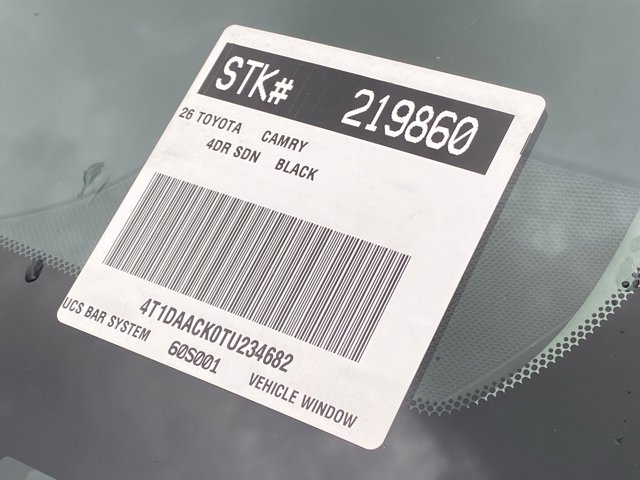 STK# 219860
26 TOYOTA CAMRY
4DR SDN BLACK
4T1DAACK0TU234682
UCS BAR SYSTEM 60S001 VEHICLE WINDOW